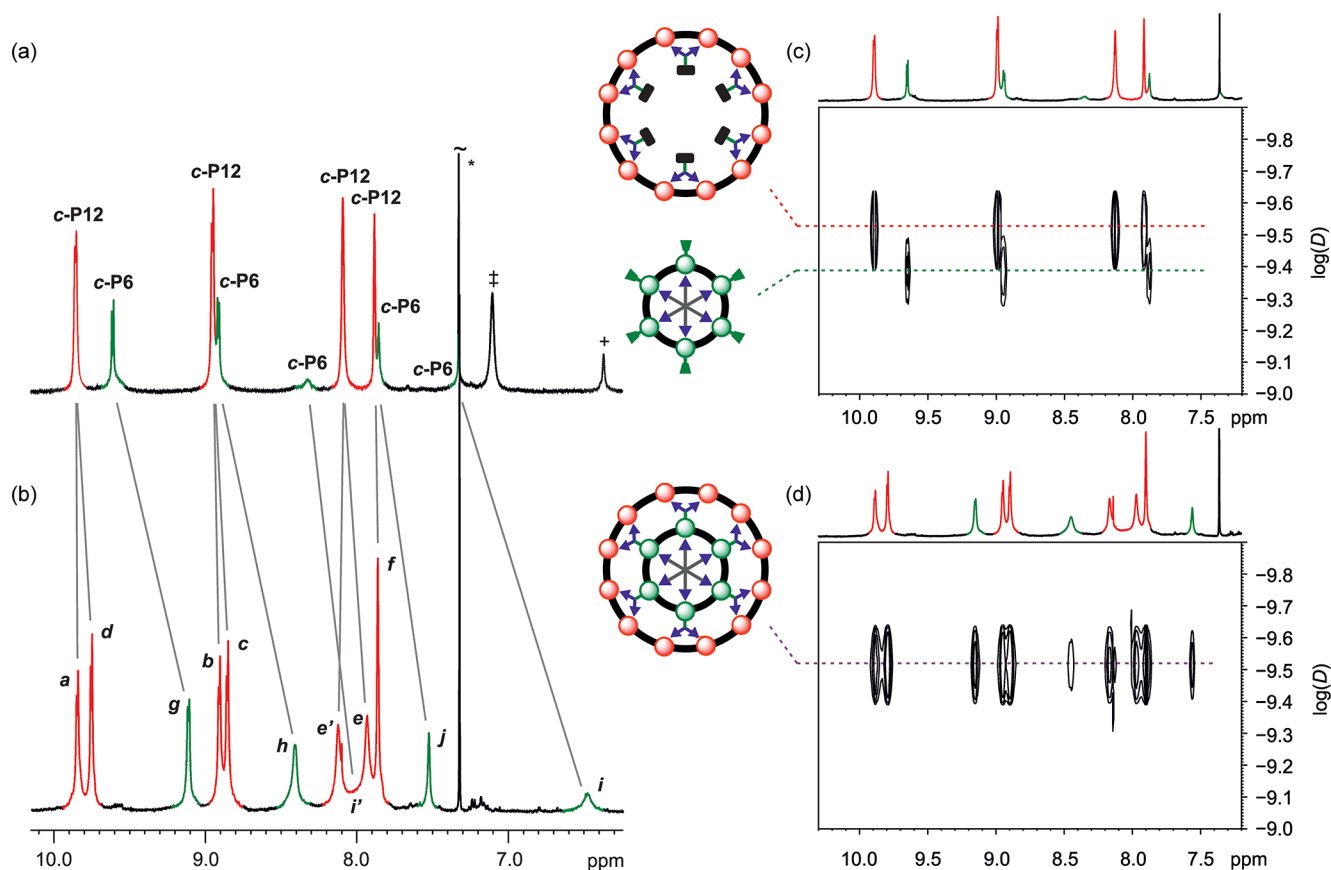 (a)
c-P12
c-P6
c-P12
c-P6
c-P6
c-P12
c-P12
c-P6
c-P6
~
*
‡
+
(b)
a
d
g
b
c
h
e'
i'
e
f
j
i
10.0 9.0 8.0 7.0 ppm
(c)
−9.8
−9.7
−9.6
−9.5
−9.4
−9.3
−9.2
−9.1
−9.0
log(D)
10.0 9.5 9.0 8.5 8.0 7.5 ppm
(d)
−9.8
−9.7
−9.6
−9.5
−9.4
−9.3
−9.2
−9.1
−9.0
log(D)
10.0 9.5 9.0 8.5 8.0 7.5 ppm